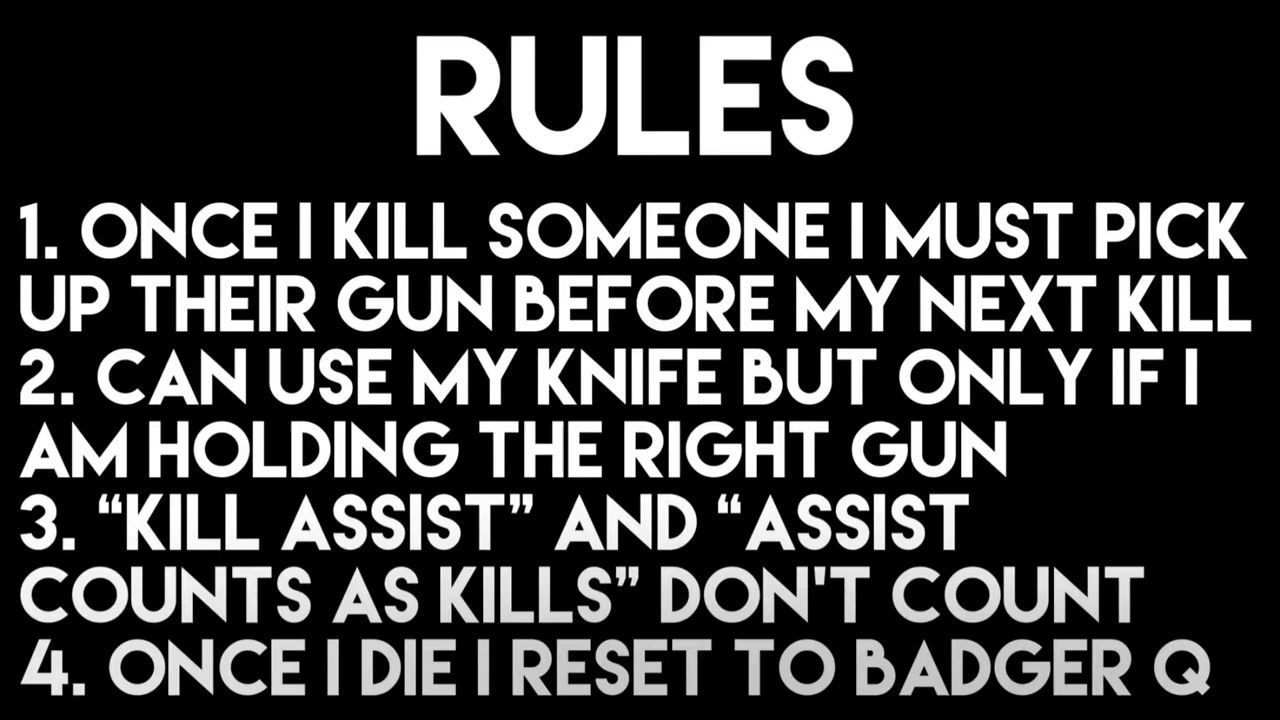 RULES
1. ONCE I KILL SOMEONE I MUST PICK
UP THEIR GUN BEFORE MY NEXT KILL
2. CAN USE MY KNIFE BUT ONLY IF I
AM HOLDING THE RIGHT GUN
3. “KILL ASSIST” AND “ASSIST
COUNTS AS KILLS” DON'T COUNT
4. ONCE I DIE I RESET TO BADGER Q